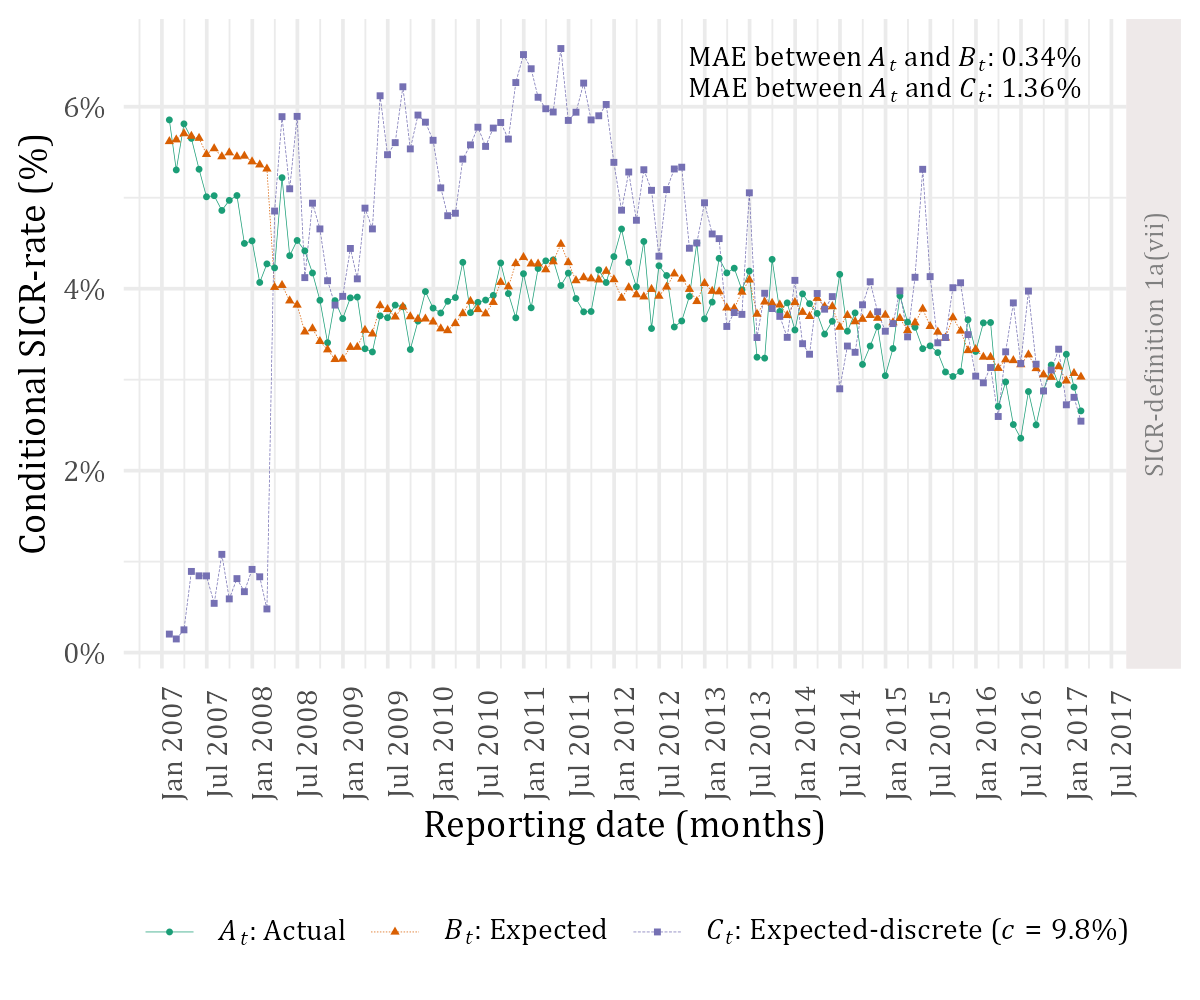 MAE between A_t and B_t: 0.34%
MAE between A_t and C_t: 1.36%
Conditional SICR-rate (%)
6%
4%
2%
0%
SICR-definition 1a(vii)
Jan 2007
Jul 2007
Jan 2008
Jul 2008
Jan 2009
Jul 2009
Jan 2010
Jul 2010
Jan 2011
Jul 2011
Jan 2012
Jul 2012
Jan 2013
Jul 2013
Jan 2014
Jul 2014
Jan 2015
Jul 2015
Jan 2016
Jul 2016
Jan 2017
Jul 2017
Reporting date (months)
A_t: Actual
B_t: Expected
C_t: Expected-discrete (c = 9.8%)